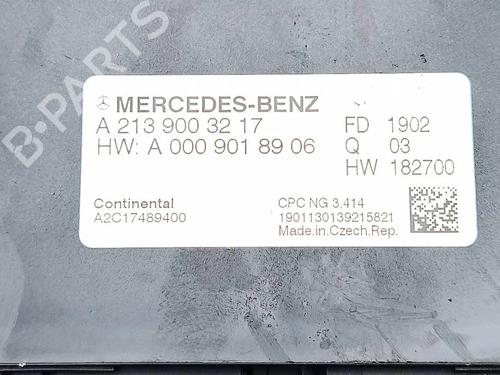 MERCEDES-BENZ
A 213 900 32 17 FD 1902
HW: A 000 901 89 06 Q 03
HW 182700
Continental CPC NG 3.414
A2C17489400 1901130139215821
Made.in.Czech.Rep.
B-PARTS